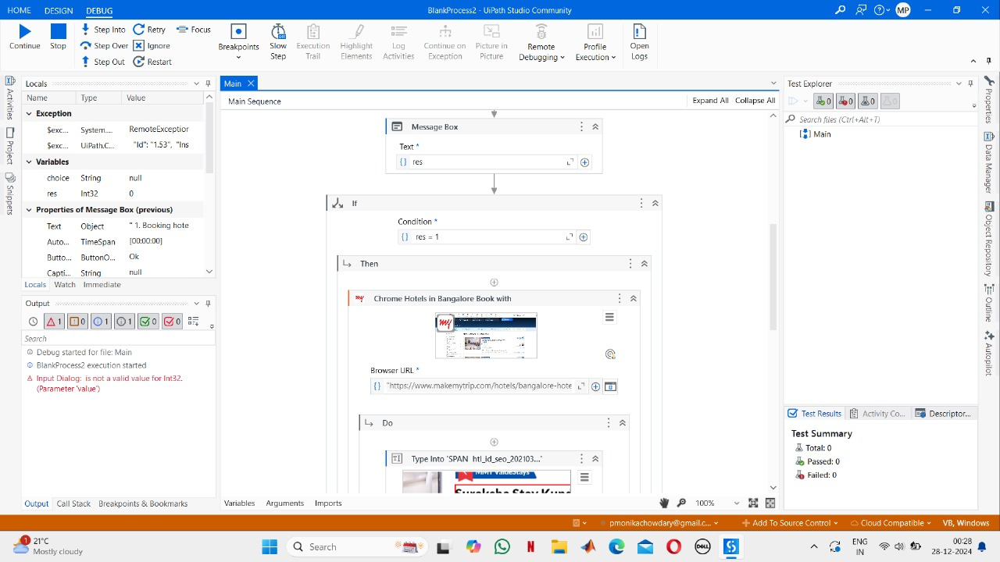 HOME DESIGN DEBUG BlankProcess2 - UiPath Studio Community MP
Continue Stop Step Into Retry Focus
Step Over Ignore
Step Out Restart
Breakpoints Slow Step Execution Trail Highlight Elements Log Activities Continue on Exception Picture in Picture Remote Debugging Profile Execution Open Logs
Activities
Project
Snippets
Locals
Name Type Value
Exception
$exc... System.... RemoteException
$exc... UiPath.C... "Id": "1.53", "Ins
Variables
choice String null
res Int32 0
Properties of Message Box (previous)
Text Object " 1. Booking hote
Auto... TimeSpan [00:00:00]
Butto... ButtonO... Ok
Capti... String null
Locals Watch Immediate
Output
1 0 1 1 0 0
Search
Debug started for file: Main
BlankProcess2 execution started
Input Dialog: is not a valid value for Int32.
(Parameter 'value')
Output Call Stack Breakpoints & Bookmarks
Main
Main Sequence Expand All Collapse All
Message Box
Text *
{} res
If
Condition *
{} res = 1
Then
Chrome Hotels in Bangalore Book with
my
Browser URL *
{} "https://www.makemytrip.com/hotels/bangalore-hote
Do
Type Into 'SPAN htl_id_seo_202103...'
MMT ValueStays
Suraksha Stay Kund
Variables Arguments Imports 100%
Test Explorer
0 0 0 0
Search files (Ctrl+Alt+T)
Main
Test Results Activity Co... Descriptor...
Test Summary
Total: 0
Passed: 0
Failed: 0
Properties
Data Manager
Object Repository
Outline
Autopilot
pmonikachowdary@gmail.c... Add To Source Control Cloud Compatible VB, Windows
1 21°C
Mostly cloudy
Search
DELL
ENG
IN
00:28
28-12-2024